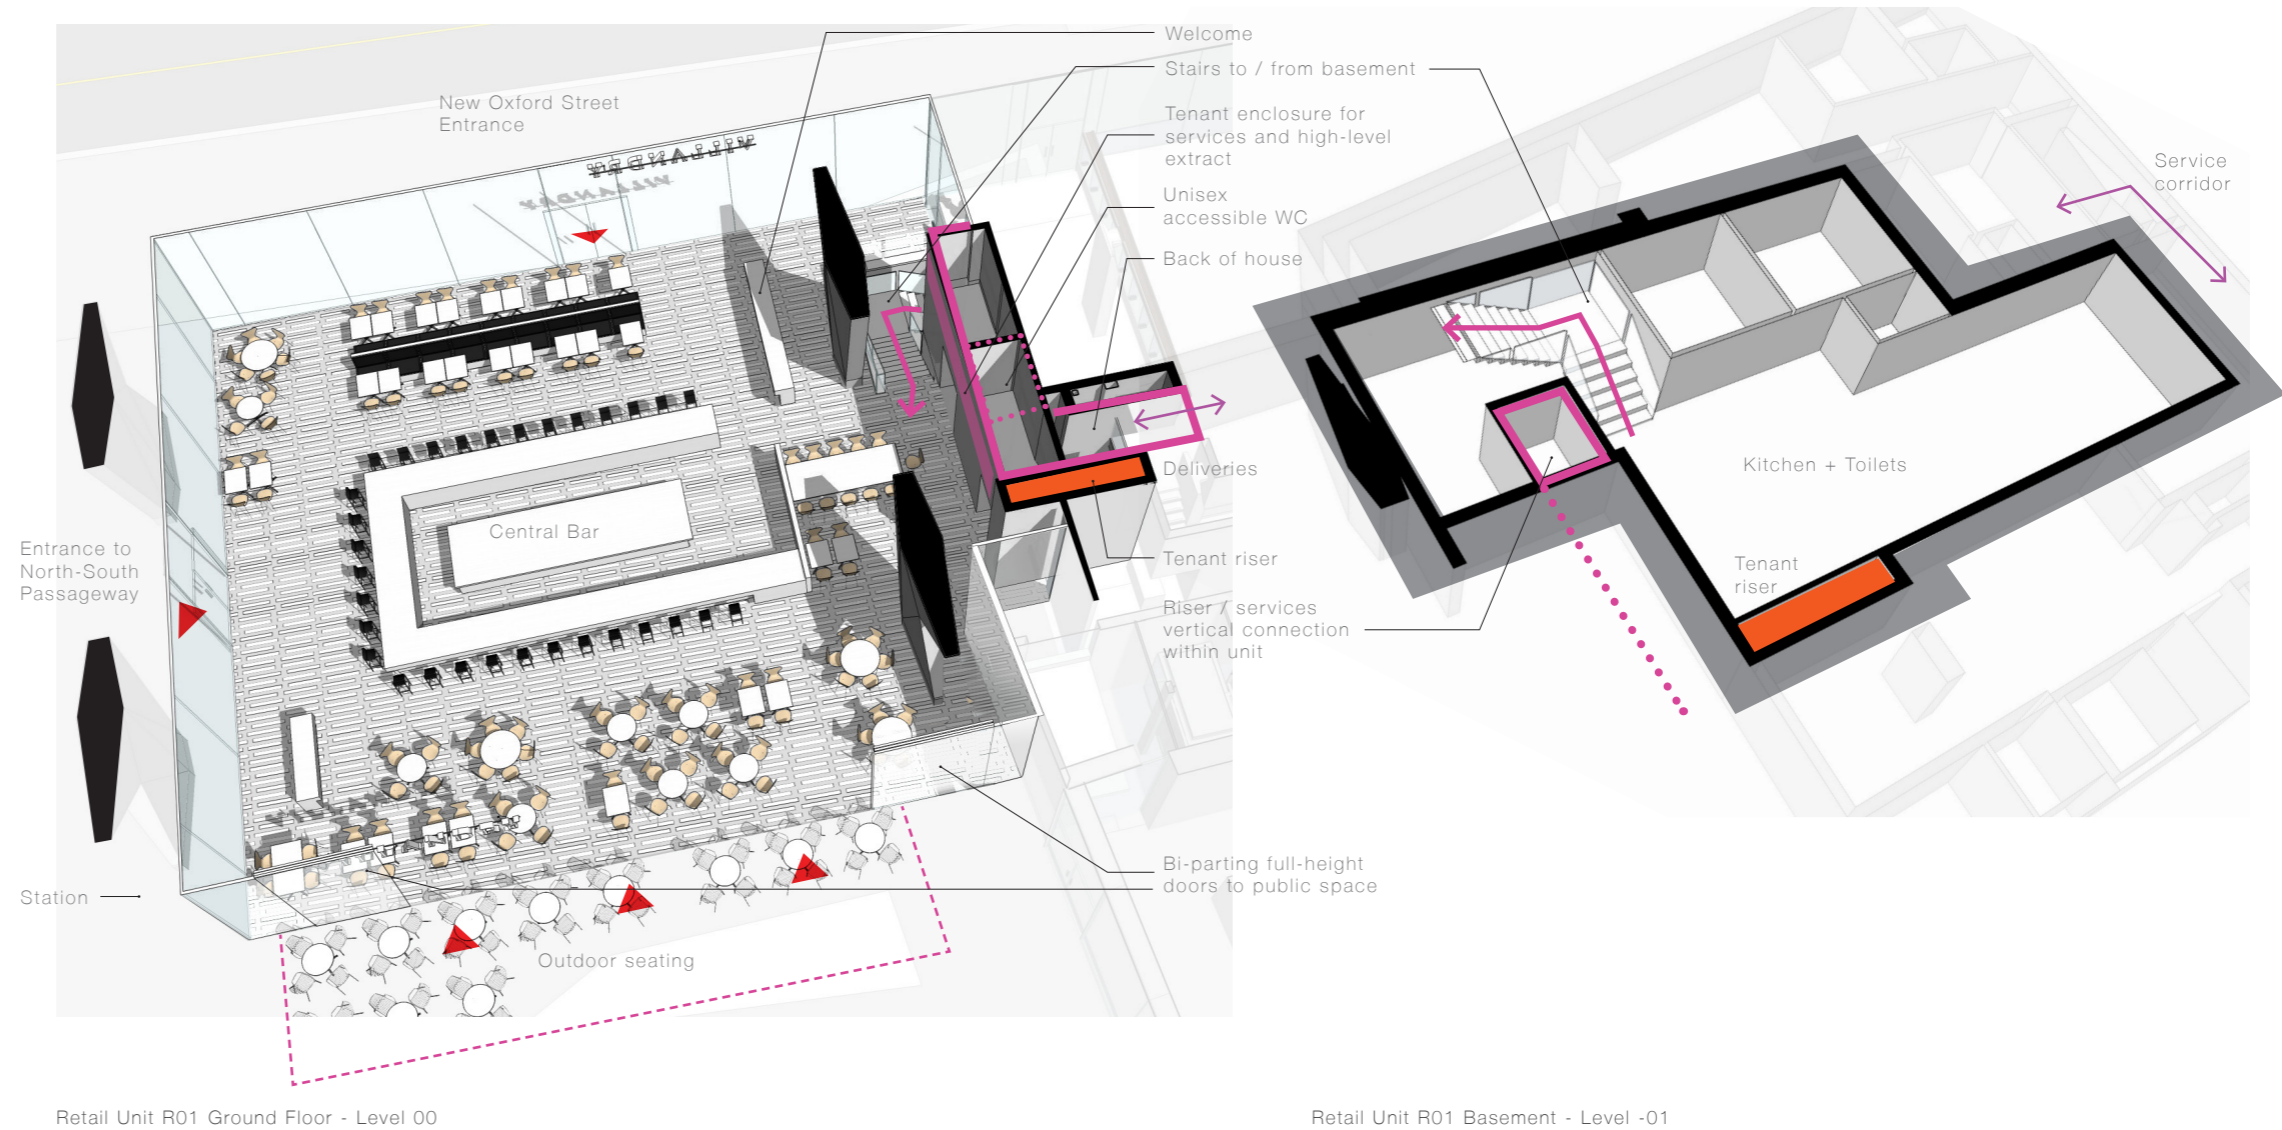 Welcome
Stairs to / from basement
New Oxford Street
Entrance
Tenant enclosure for
services and high-level
extract
Unisex
accessible WC
Back of house
Service
corridor
VILLANDRY
Central Bar
Deliveries
Kitchen + Toilets
Entrance to
North-South
Passageway
Tenant riser
Tenant
riser
Riser / services
vertical connection
within unit
Bi-parting full-height
doors to public space
Station
Outdoor seating
Retail Unit R01 Ground Floor - Level 00
Retail Unit R01 Basement - Level -01